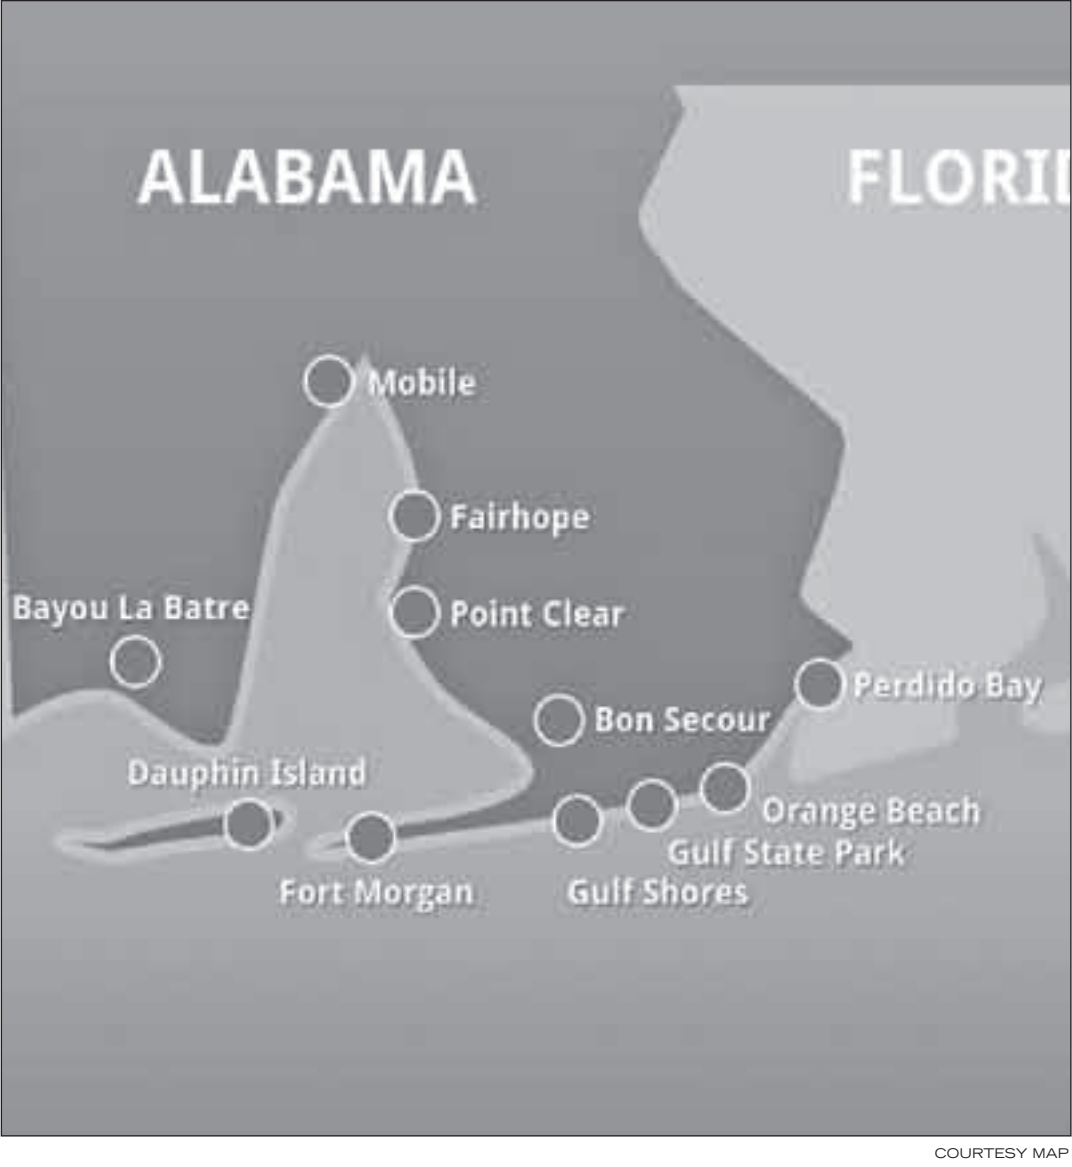 ALABAMA
FLORID
Mobile
Fairhope
Bayou La Batre
Point Clear
Perdido Bay
Bon Secour
Dauphin Island
Orange Beach
Gulf State Park
Fort Morgan
Gulf Shores
COURTESY MAP